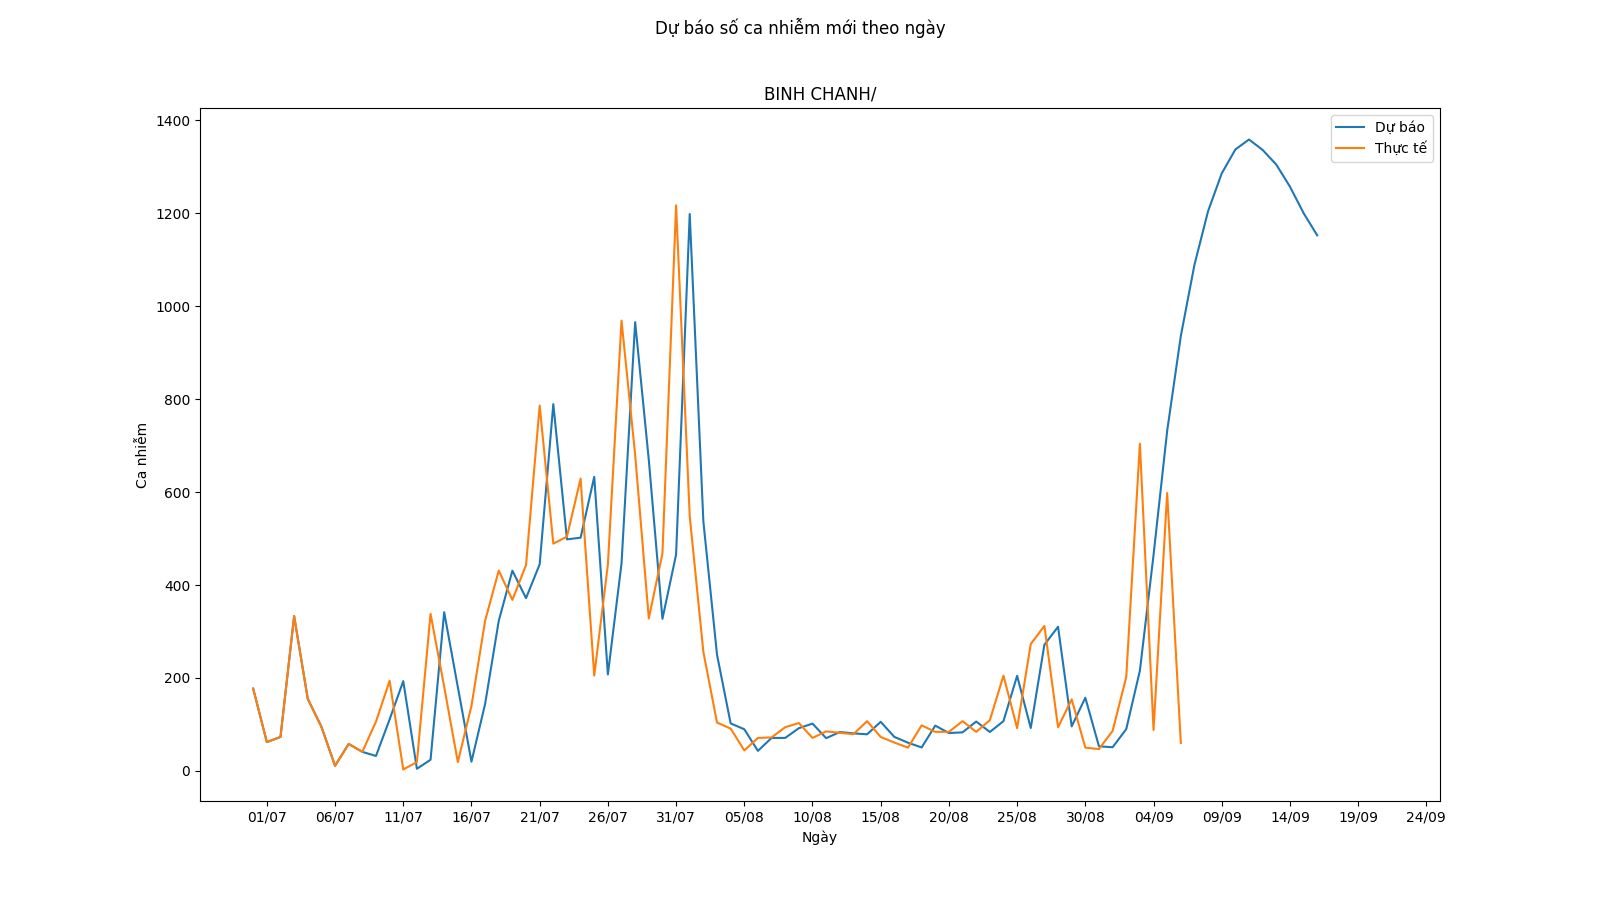 Dự báo số ca nhiễm mới theo ngày
BINH CHANH/
Dự báo
Thực tế
1400
1200
1000
800
600
400
200
0
Ca nhiễm
01/07 06/07 11/07 16/07 21/07 26/07 31/07 05/08 10/08 15/08 20/08 25/08 30/08 04/09 09/09 14/09 19/09 24/09
Ngày